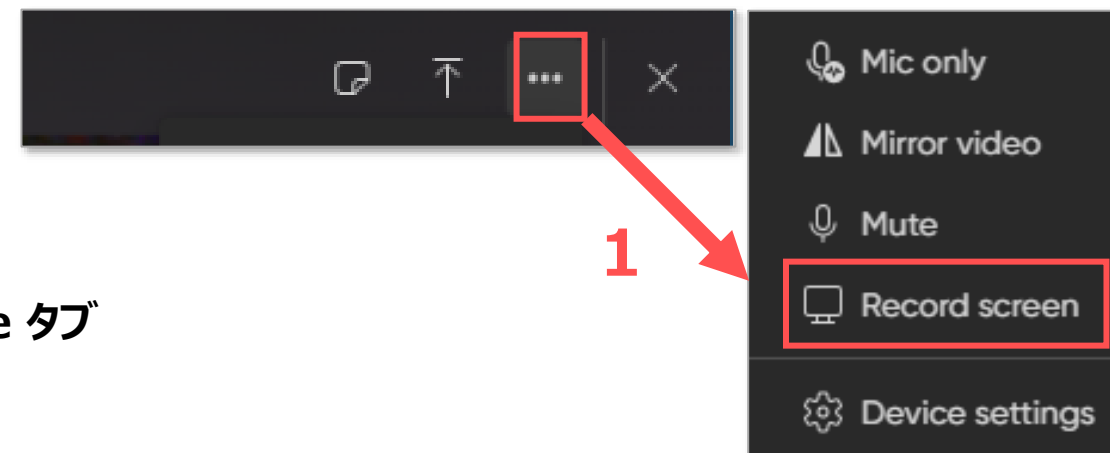 Mic only
Mirror video
Mute
1
Record screen
e タブ
Device settings